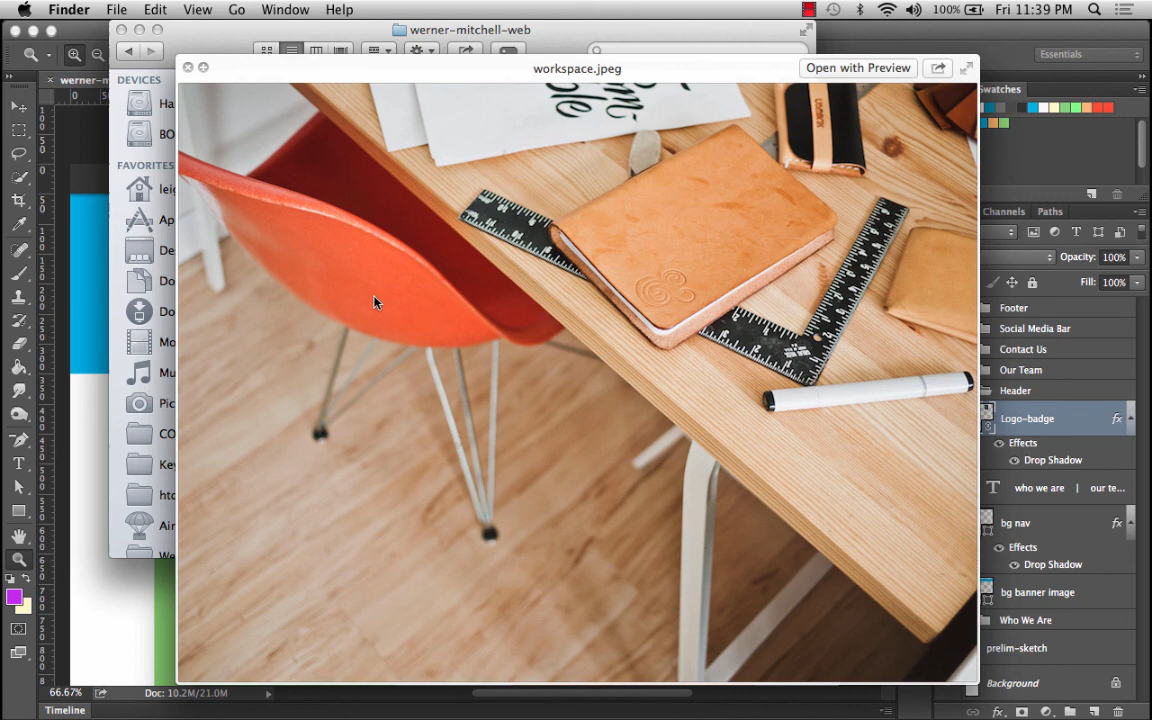 Finder File Edit View Go Window Help 100% Fri 11:39 PM
werner-mitchell-web
Essentials
werner-m
workspace.jpeg Open with Preview
Swatches
DEVICES
Ha
BO
FAVORITES
leig
Ap
De
Do
Do
Mo
Mu
Pic
CO
Key
htd
Air
We
Channels Paths
Opacity: 100%
Fill: 100%
Footer
Social Media Bar
Contact Us
Our Team
Header
Logo-badge fx
Effects
Drop Shadow
T who we are | our te...
bg nav fx
Effects
Drop Shadow
bg banner image
Who We Are
prelim-sketch
Background
66.67% Doc: 10.2M/21.0M
Timeline